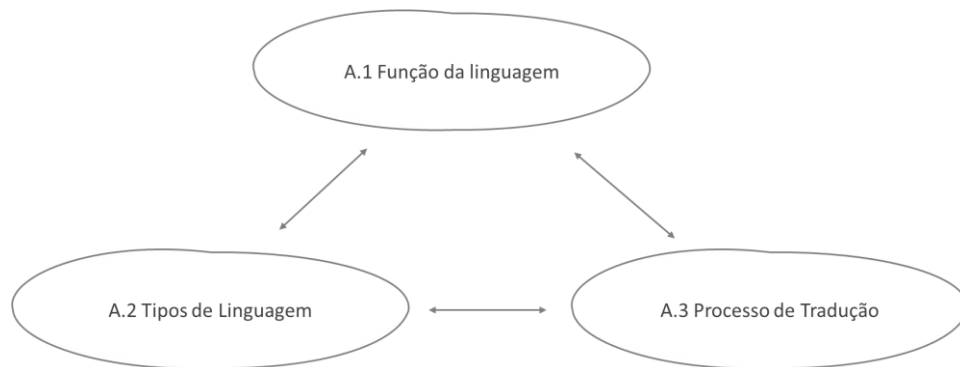 A.1 Função da linguagem
A.2 Tipos de Linguagem
A.3 Processo de Tradução